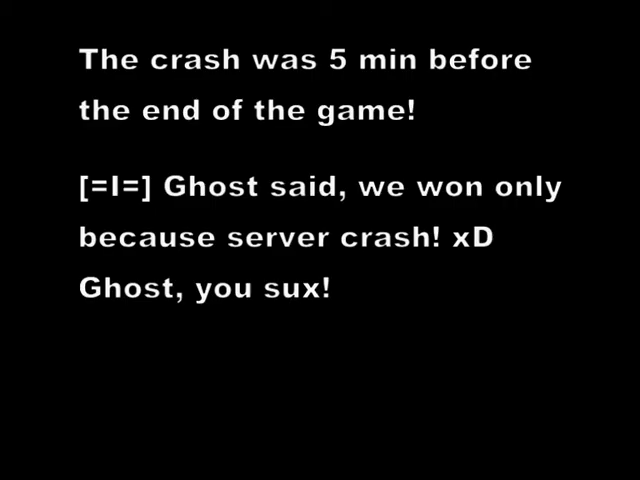 The crash was 5 min before
the end of the game!
[=I=] Ghost said, we won only
because server crash! xD
Ghost, you sux!